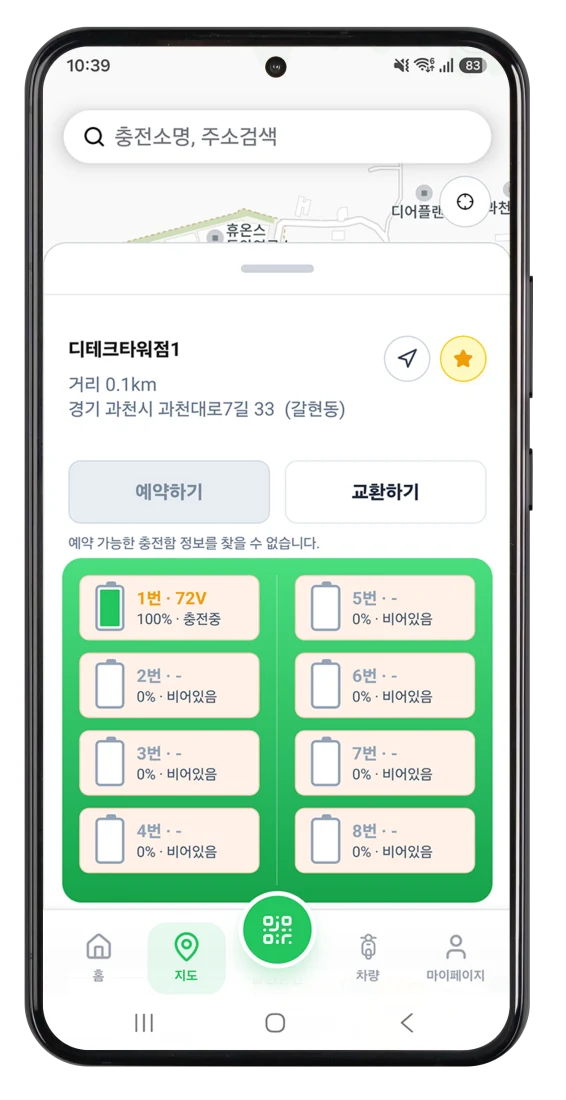 10:39
83
충전소명, 주소검색
디어플랜
과천
휴온스
디테크타워점1
거리 0.1km
경기 과천시 과천대로7길 33 (갈현동)
예약하기
교환하기
예약 가능한 충전함 정보를 찾을 수 없습니다.
1번 · 72V
100% · 충전중
5번 · -
0% · 비어있음
2번 · -
0% · 비어있음
6번 · -
0% · 비어있음
3번 · -
0% · 비어있음
7번 · -
0% · 비어있음
4번 · -
0% · 비어있음
8번 · -
0% · 비어있음
홈
지도
차량
마이페이지